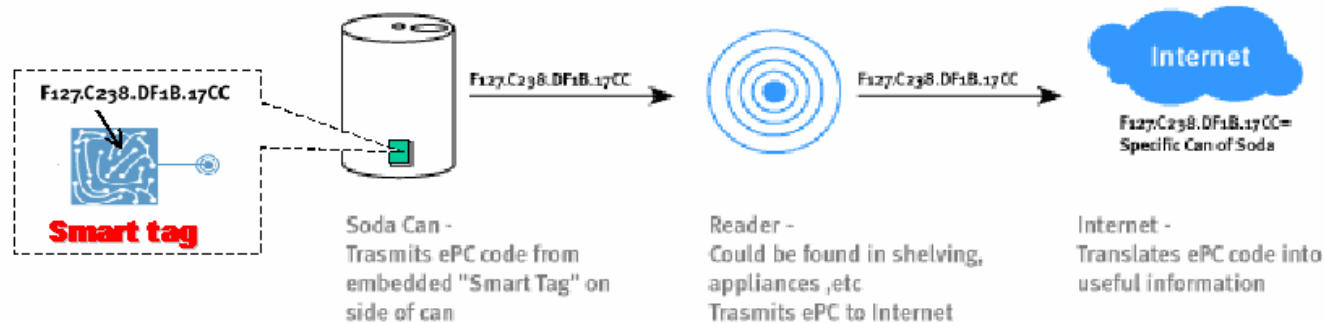 F127.C238.DF1B.17CC
Smart tag
F127.C238.DF1B.17CC
F127.C238.DF1B.17CC
Internet
F127.C238.DF1B.17CC=
Specific Can of Soda
Soda Can -
Trasmits ePC code from
embedded "Smart Tag" on
side of can
Reader -
Could be found in shelving,
appliances ,etc
Trasmits ePC to Internet
Internet -
Translates ePC code into
useful information